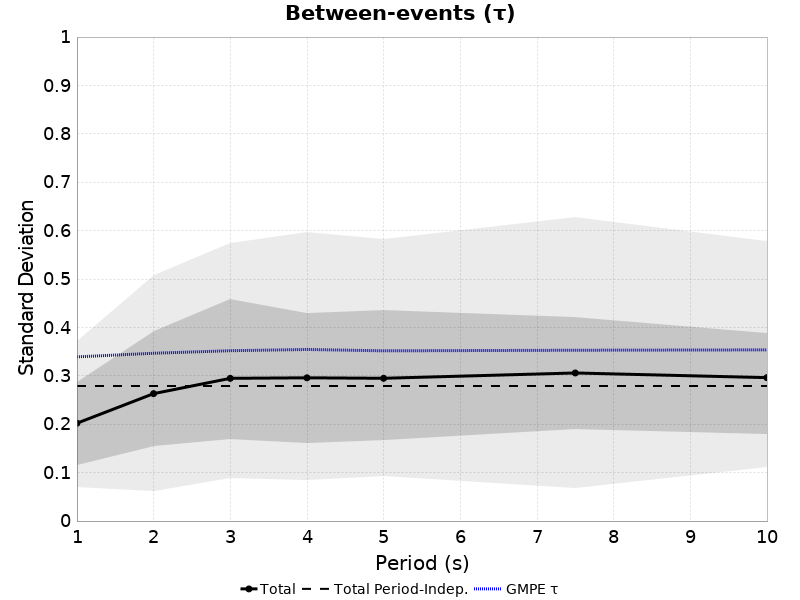 Between-events (τ)
Standard Deviation
1
0.9
0.8
0.7
0.6
0.5
0.4
0.3
0.2
0.1
0
1 2 3 4 5 6 7 8 9 10
Period (s)
Total Total Period-Indep. GMPE τ